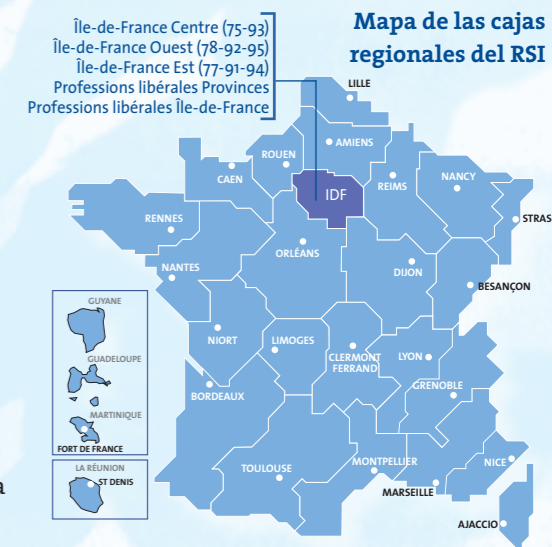 Mapa de las cajas
regionales del RSI
Île-de-France Centre (75-93)
Île-de-France Ouest (78-92-95)
Île-de-France Est (77-91-94)
Professions libérales Provinces
Professions libérales Île-de-France
LILLE
AMIENS
ROUEN
CAEN
IDF
REIMS
NANCY
STRAS
RENNES
ORLÉANS
NANTES
DIJON
BESANÇON
GUYANE
NIORT
LIMOGES
CLERMONT
FERRAND
LYON
GUADELOUPE
GRENOBLE
BORDEAUX
MARTINIQUE
FORT DE FRANCE
TOULOUSE
MONTPELLIER
NICE
LA RÉUNION
ST DENIS
MARSEILLE
AJACCIO
a